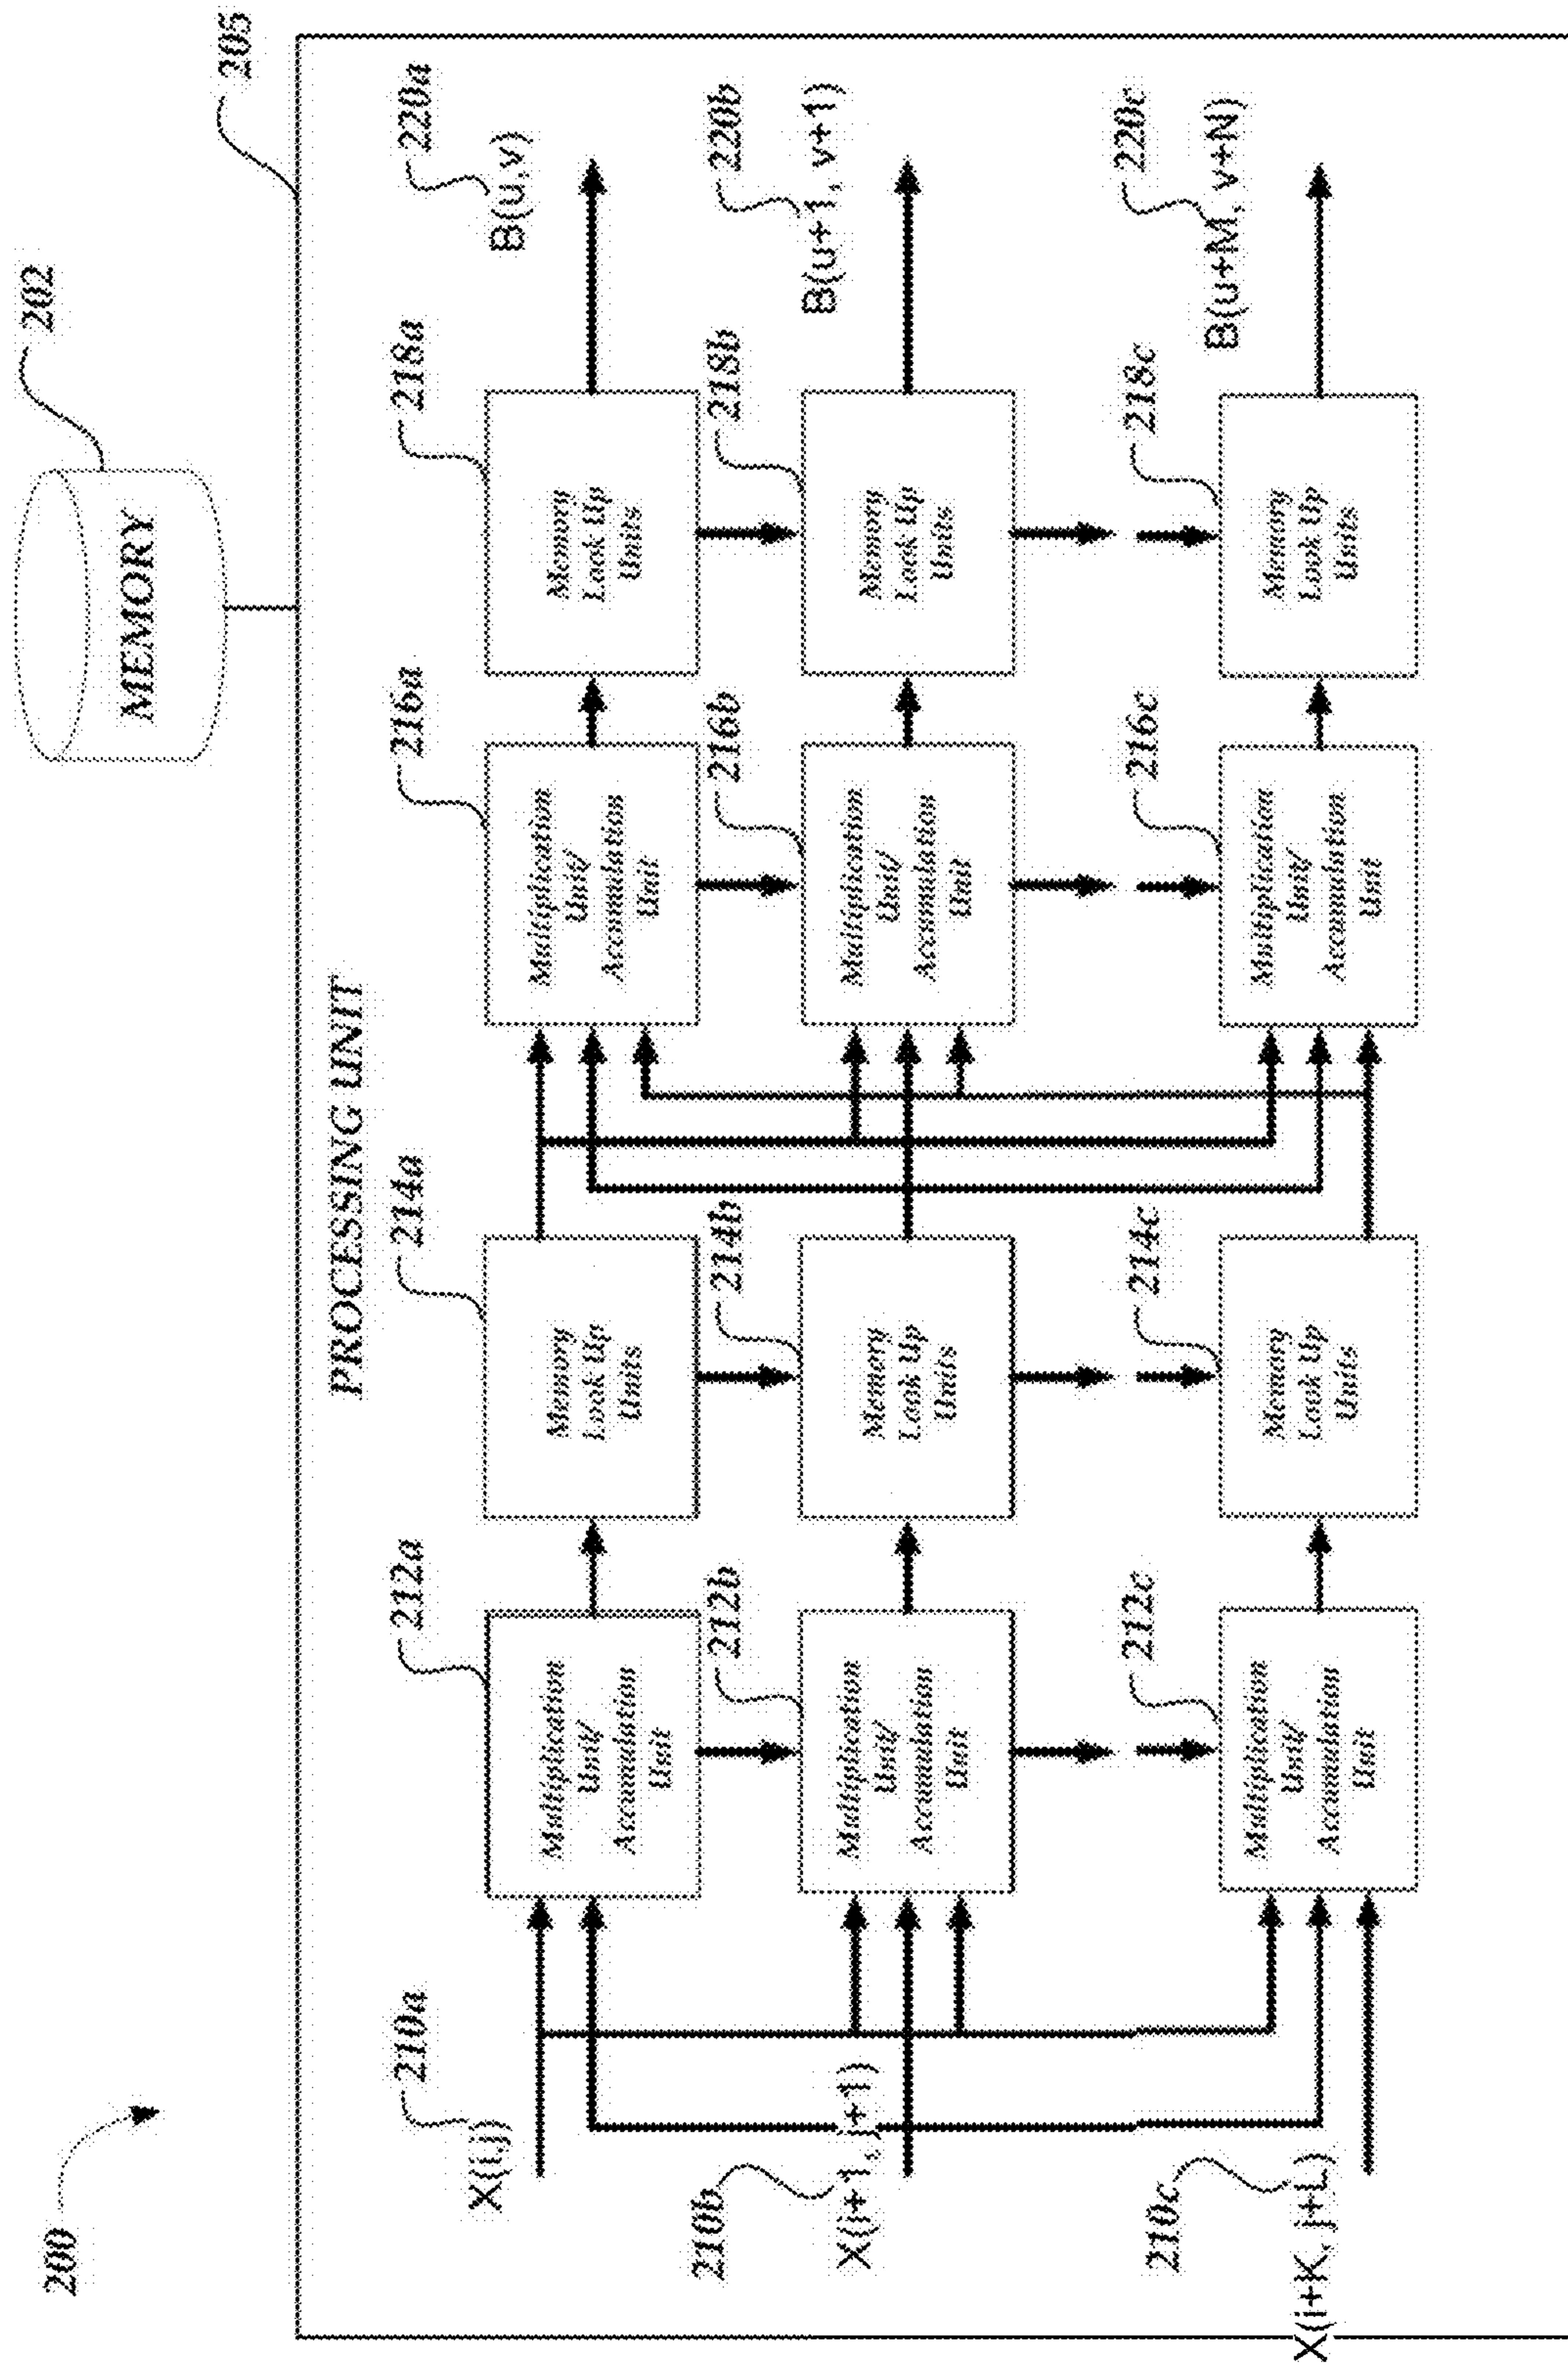 200
MEMORY
202
205
PROCESSING UNIT
210a
X(i,j)
212a
Multiplication
Unit/
Accumulation
Unit
214a
Memory
Look Up
Units
216a
Multiplication
Unit/
Accumulation
Unit
218a
Memory
Look Up
Units
220a
B(u,v)
210b
X(i+1, j+1)
212b
Multiplication
Unit/
Accumulation
Unit
214b
Memory
Look Up
Units
216b
Multiplication
Unit/
Accumulation
Unit
218b
Memory
Look Up
Units
220b
B(u+1, v+1)
210c
X(i+K, j+L)
212c
Multiplication
Unit/
Accumulation
Unit
214c
Memory
Look Up
Units
216c
Multiplication
Unit/
Accumulation
Unit
218c
Memory
Look Up
Units
220c
B(u+M, v+N)